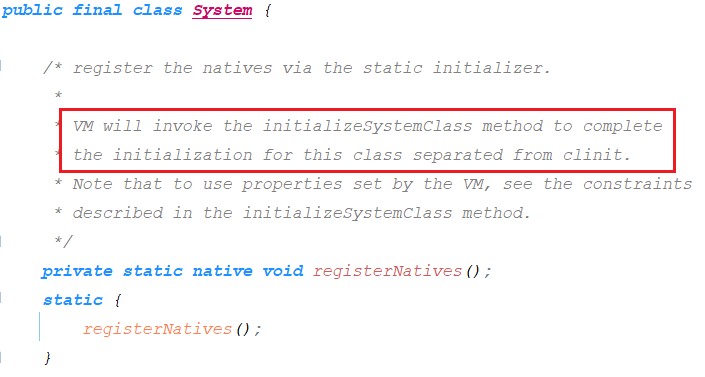 public final class System {
/* register the natives via the static initializer.
*
* VM will invoke the initializeSystemClass method to complete
* the initialization for this class separated from clinit.
* Note that to use properties set by the VM, see the constraints
* described in the initializeSystemClass method.
*/
private static native void registerNatives();
static {
registerNatives();
}